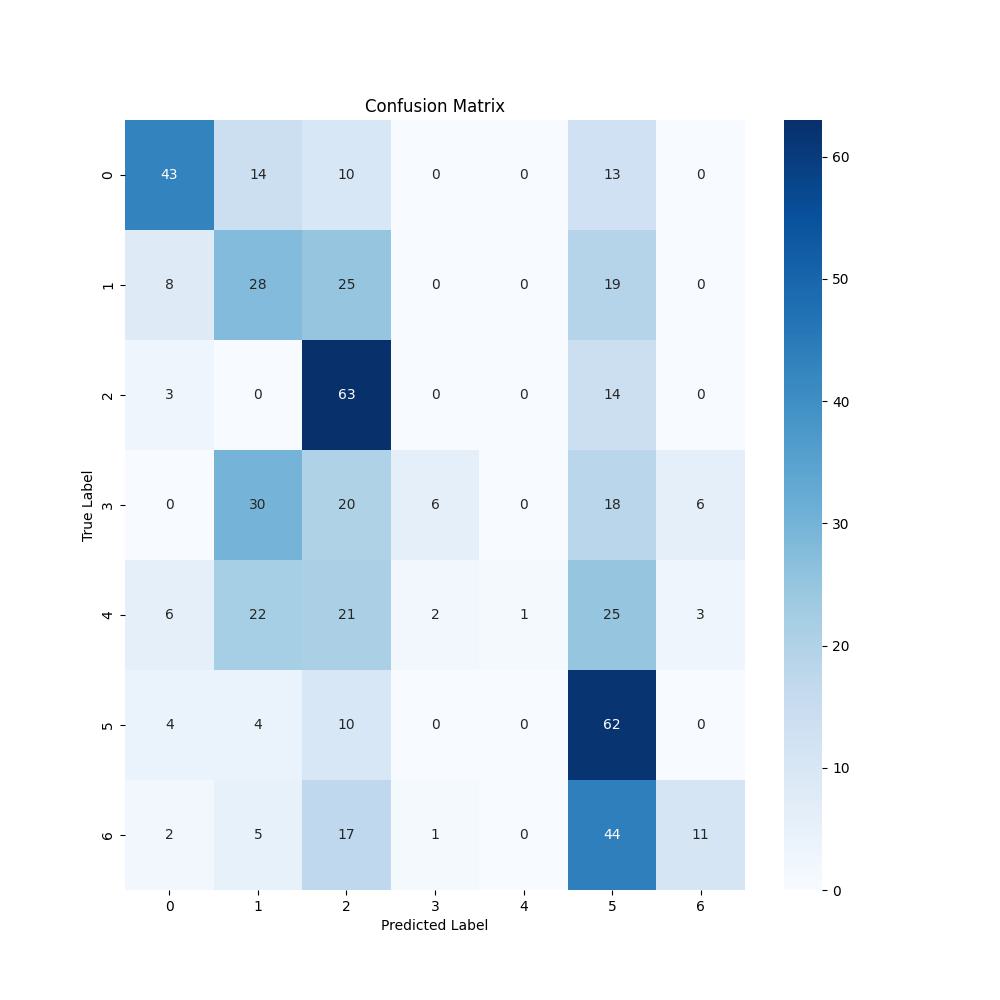 Confusion Matrix
0 43 14 10 0 0 13 0
1 8 28 25 0 0 19 0
2 3 0 63 0 0 14 0
3 0 30 20 6 0 18 6
4 6 22 21 2 1 25 3
5 4 4 10 0 0 62 0
6 2 5 17 1 0 44 11
True Label
0 1 2 3 4 5 6
Predicted Label
60
50
40
30
20
10
0